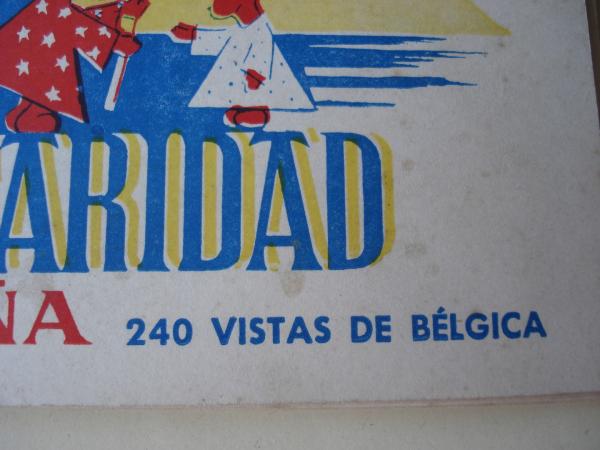 ARIDAD
ÑA 240 VISTAS DE BÉLGICA